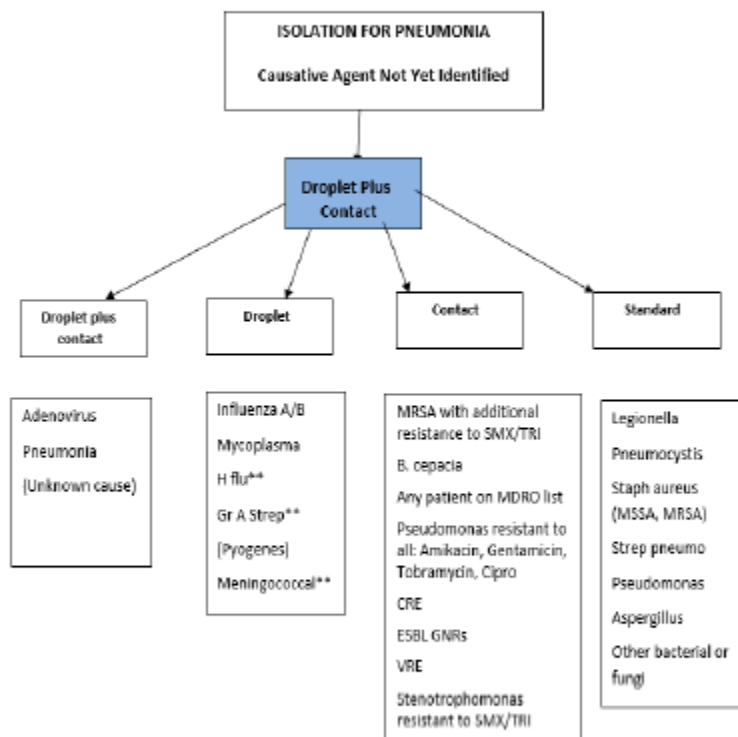 ISOLATION FOR PNEUMONIA
Causative Agent Not Yet Identified
Droplet Plus
Contact
Droplet plus
contact
Droplet
Contact
Standard
Adenovirus
Pneumonia
(Unknown cause)
Influenza A/B
Mycoplasma
H flu**
Gr A Strep**
(Pyogenes)
Meningococcal**
MRSA with additional
resistance to SMX/TRI
B. cepacia
Any patient on MDRO list
Pseudomonas resistant to
all: Amikacin, Gentamicin,
Tobramycin, Cipro
CRE
ESBL GNRs
VRE
Stenotrophomonas
resistant to SMX/TRI
Legionella
Pneumocystis
Staph aureus
(MSSA, MRSA)
Strep pneumo
Pseudomonas
Aspergillus
Other bacterial or
fungi